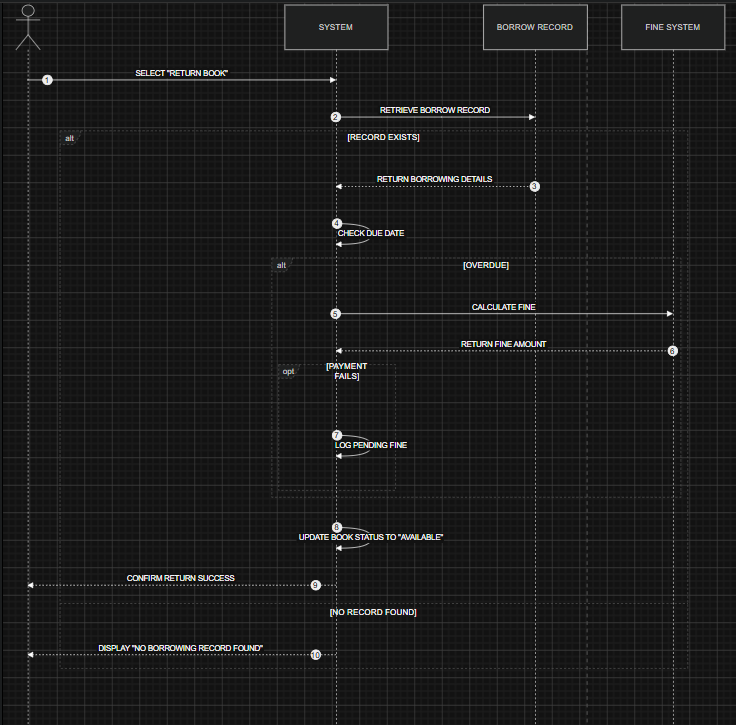 SYSTEM
BORROW RECORD
FINE SYSTEM
1
SELECT "RETURN BOOK"
2
RETRIEVE BORROW RECORD
alt
[RECORD EXISTS]
RETURN BORROWING DETAILS
3
4
CHECK DUE DATE
alt
[OVERDUE]
5
CALCULATE FINE
RETURN FINE AMOUNT
6
opt
[PAYMENT
FAILS]
7
LOG PENDING FINE
8
UPDATE BOOK STATUS TO "AVAILABLE"
CONFIRM RETURN SUCCESS
9
[NO RECORD FOUND]
DISPLAY "NO BORROWING RECORD FOUND"
10